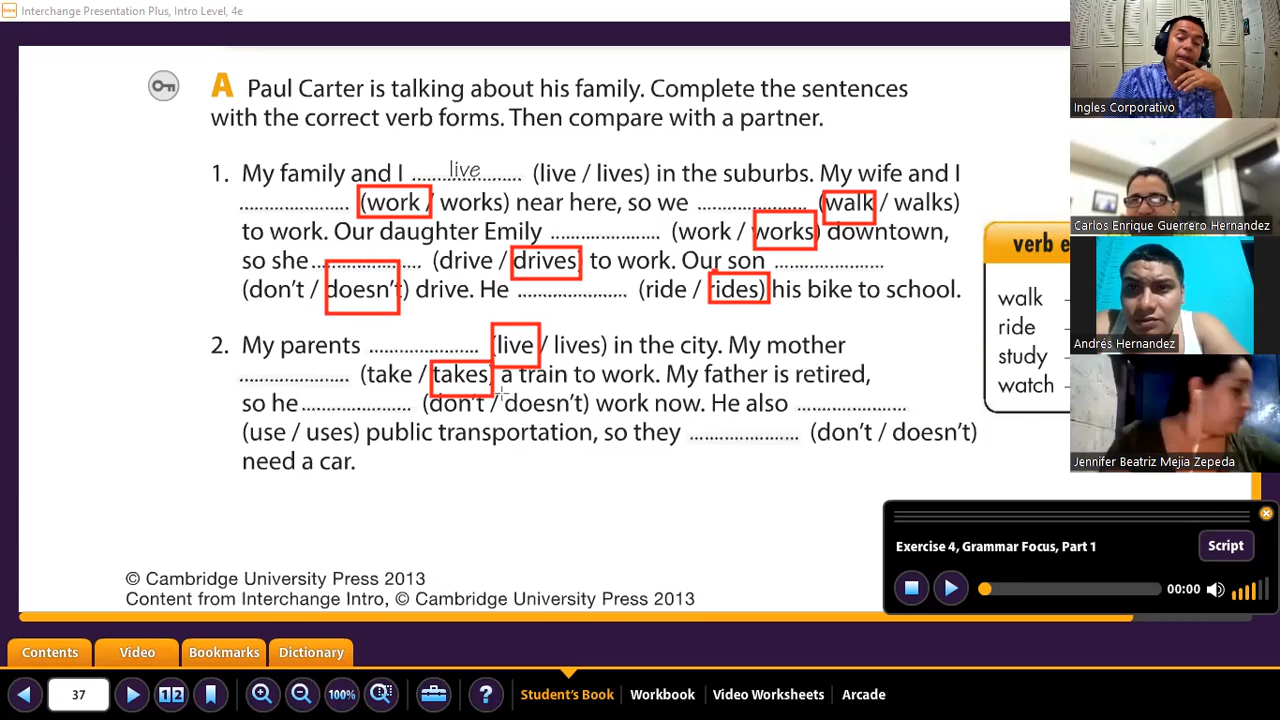 Interchange Presentation Plus, Intro Level, 4e
A Paul Carter is talking about his family. Complete the sentences
with the correct verb forms. Then compare with a partner.
1. My family and I ....live.... (live / lives) in the suburbs. My wife and I
.................... (work / works) near here, so we .................... (walk / walks)
to work. Our daughter Emily .................... (work / works) downtown,
so she .................... (drive / drives) to work. Our son ....................
(don't / doesn't) drive. He .................... (ride / rides) his bike to school.
2. My parents .................... (live / lives) in the city. My mother
.................... (take / takes) a train to work. My father is retired,
so he .................... (don't / doesn't) work now. He also ....................
(use / uses) public transportation, so they .................... (don't / doesn't)
need a car.
verb e
walk
ride
study
watch
© Cambridge University Press 2013
Content from Interchange Intro, © Cambridge University Press 2013
Ingles Corporativo
Carlos Enrique Guerrero Hernandez
Andrés Hernandez
Jennifer Beatriz Mejia Zepeda
Exercise 4, Grammar Focus, Part 1
Script
00:00
Contents Video Bookmarks Dictionary
37 1 2 100% ? Student's Book Workbook Video Worksheets Arcade